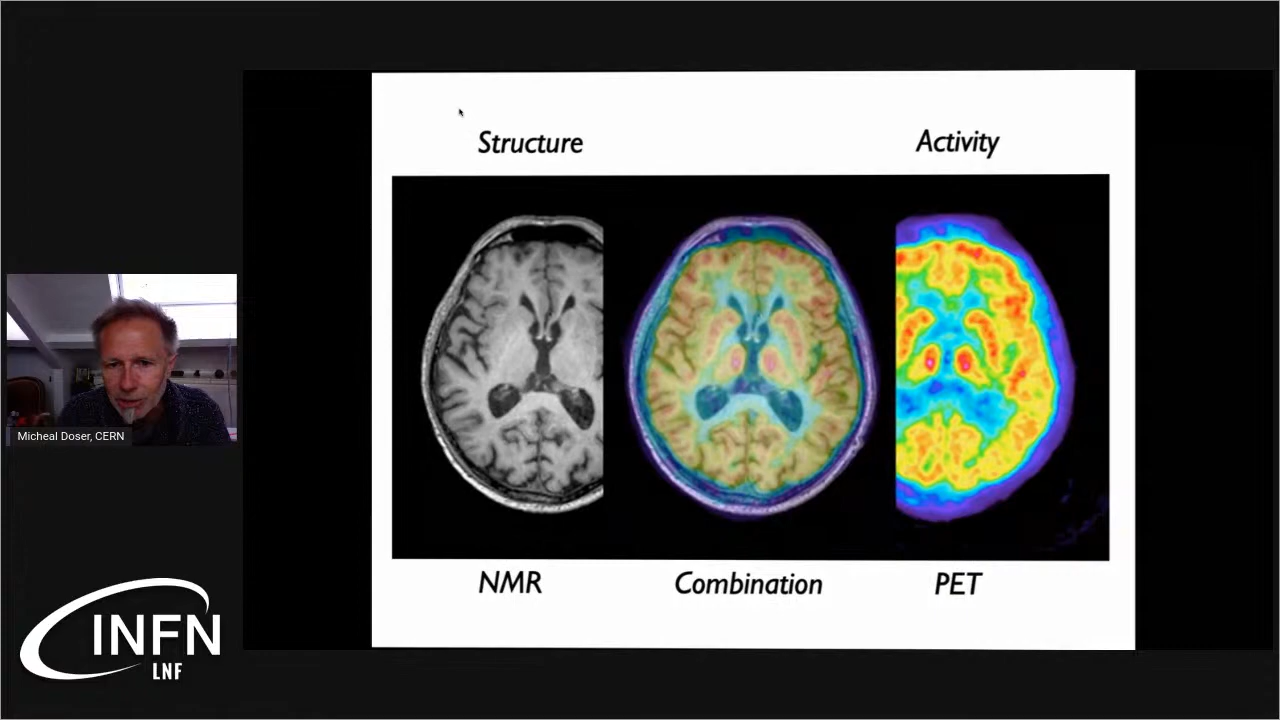 Structure
Activity
NMR
Combination
PET
Micheal Doser, CERN
INFN
LNF